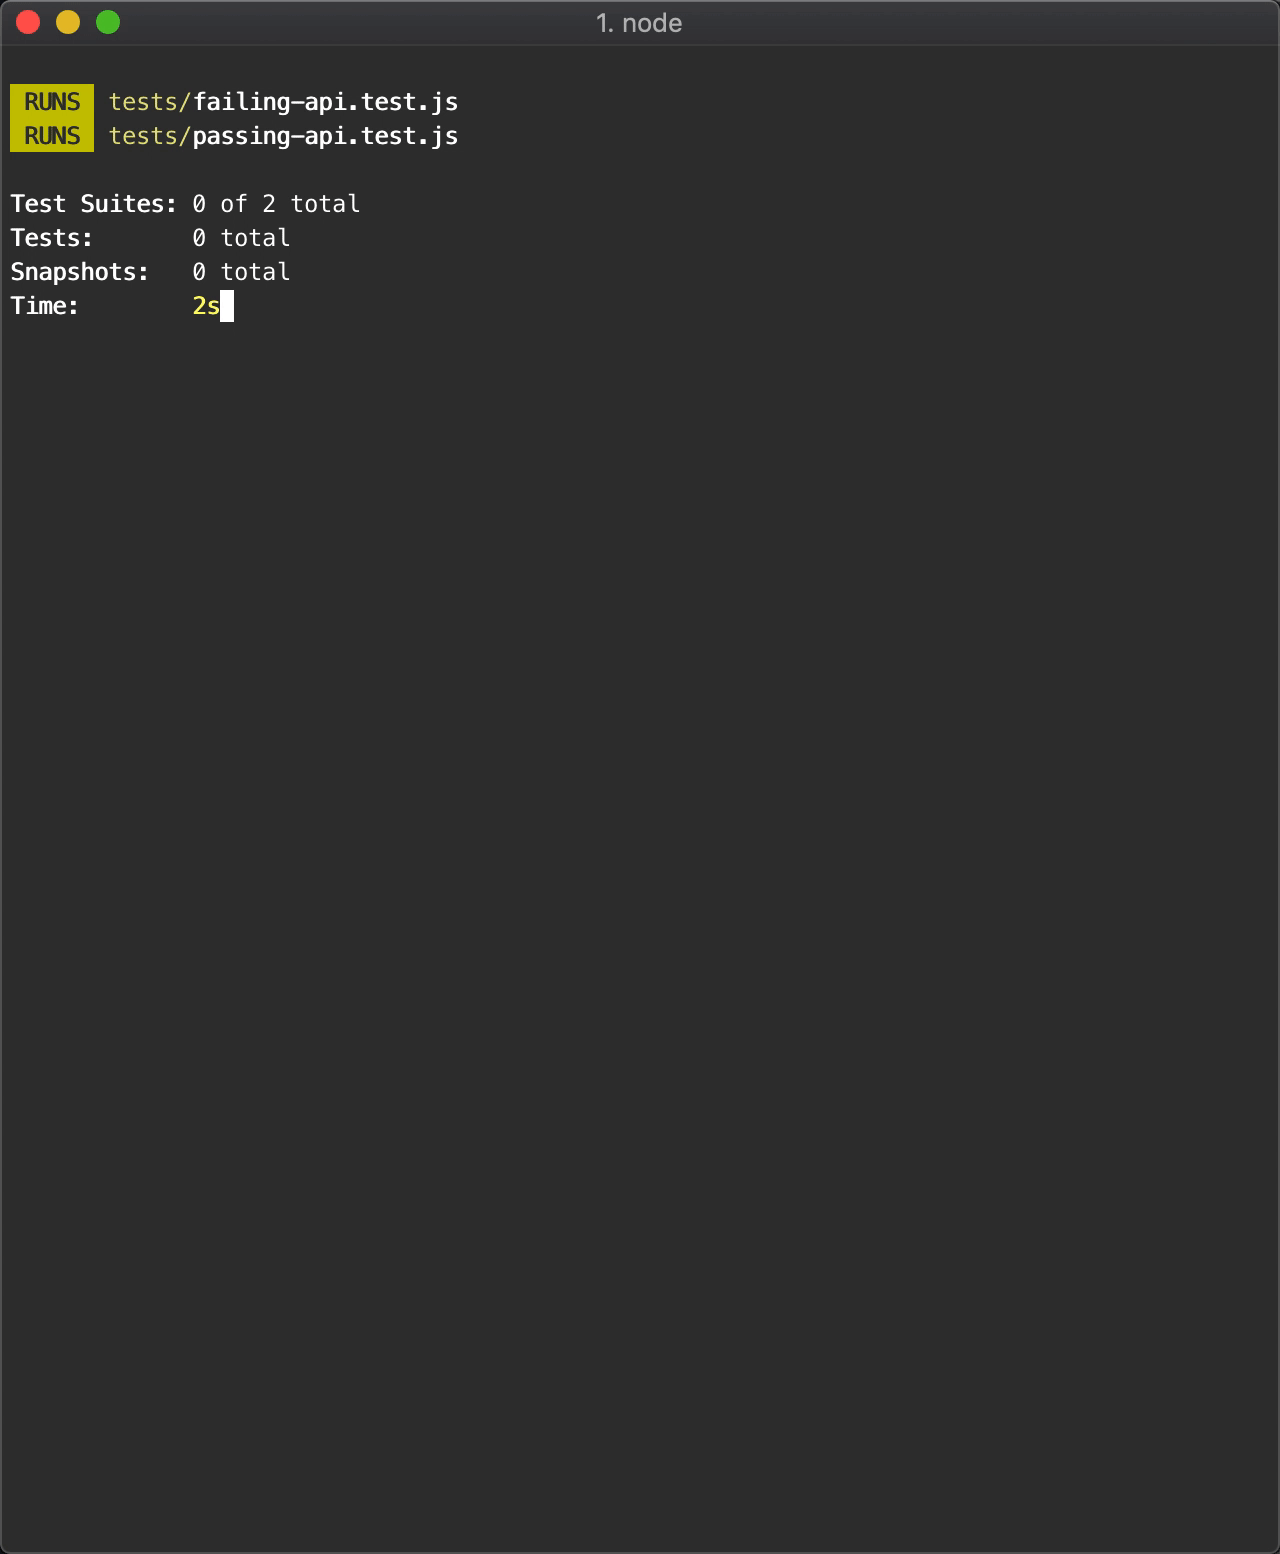 1. node
RUNS tests/failing-api.test.js
RUNS tests/passing-api.test.js
Test Suites: 0 of 2 total
Tests: 0 total
Snapshots: 0 total
Time: 2s